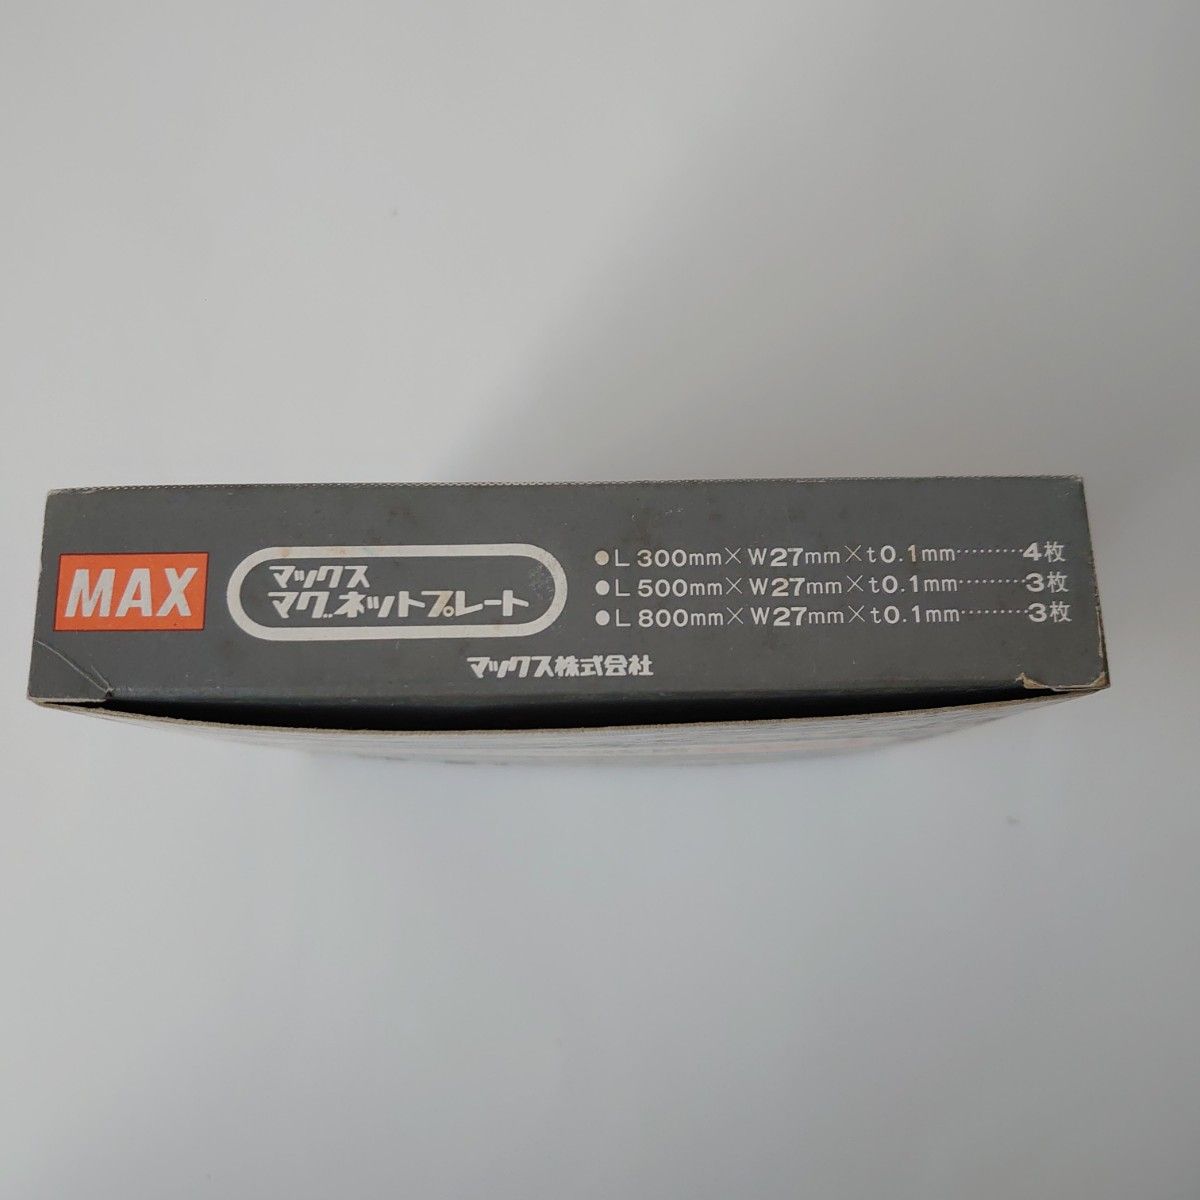 MAX
マックス
マグネットプレート
●L 300mm×W27mm×t0.1mm………4枚
●L 500mm×W27mm×t0.1mm………3枚
●L 800mm×W27mm×t0.1mm………3枚
マックス株式会社